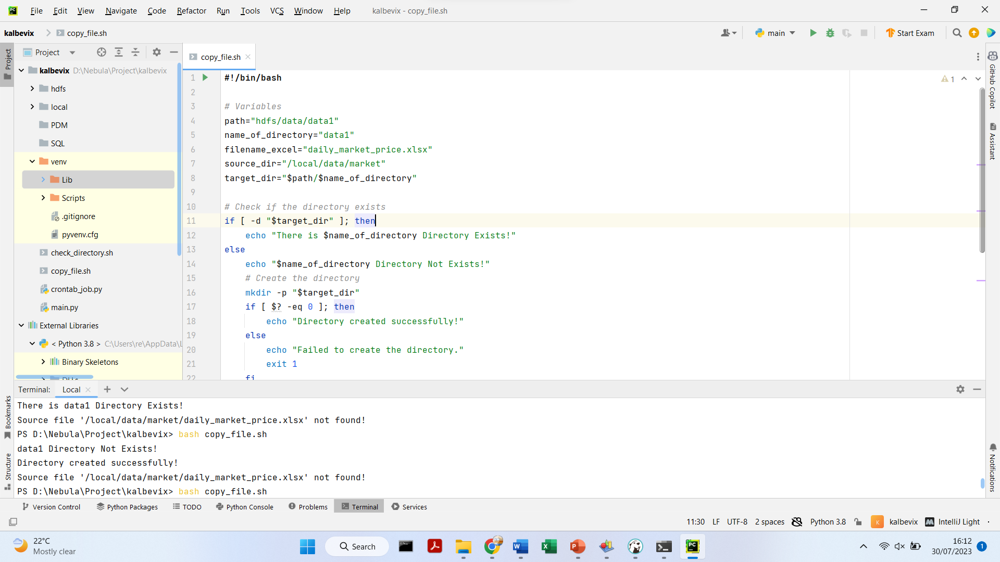 File Edit View Navigate Code Refactor Run Tools VCS Window Help kalbevix - copy_file.sh
kalbevix copy_file.sh main Start Exam
Project
copy_file.sh
Project
kalbevix D:\Nebula\Project\kalbevix
hdfs
local
PDM
SQL
venv
Lib
Scripts
.gitignore
pyvenv.cfg
check_directory.sh
copy_file.sh
crontab_job.py
main.py
External Libraries
< Python 3.8 > C:\Users\re\AppData\L
Binary Skeletons
1 #!/bin/bash
2
3 # Variables
4 path="hdfs/data/data1"
5 name_of_directory="data1"
6 filename_excel="daily_market_price.xlsx"
7 source_dir="/local/data/market"
8 target_dir="$path/$name_of_directory"
9
10 # Check if the directory exists
11 if [ -d "$target_dir" ]; then
12 echo "There is $name_of_directory Directory Exists!"
13 else
14 echo "$name_of_directory Directory Not Exists!"
15 # Create the directory
16 mkdir -p "$target_dir"
17 if [ $? -eq 0 ]; then
18 echo "Directory created successfully!"
19 else
20 echo "Failed to create the directory."
21 exit 1
22 fi
1
GitHub Copilot
Assistant
Notifications
Bookmarks
Structure
Terminal: Local
There is data1 Directory Exists!
Source file '/local/data/market/daily_market_price.xlsx' not found!
PS D:\Nebula\Project\kalbevix> bash copy_file.sh
data1 Directory Not Exists!
Directory created successfully!
Source file '/local/data/market/daily_market_price.xlsx' not found!
PS D:\Nebula\Project\kalbevix> bash copy_file.sh
Version Control Python Packages TODO Python Console Problems Terminal Services
11:30 LF UTF-8 2 spaces Python 3.8 K kalbevix IntelliJ Light
22°C
Mostly clear
Search
16:12
30/07/2023
1